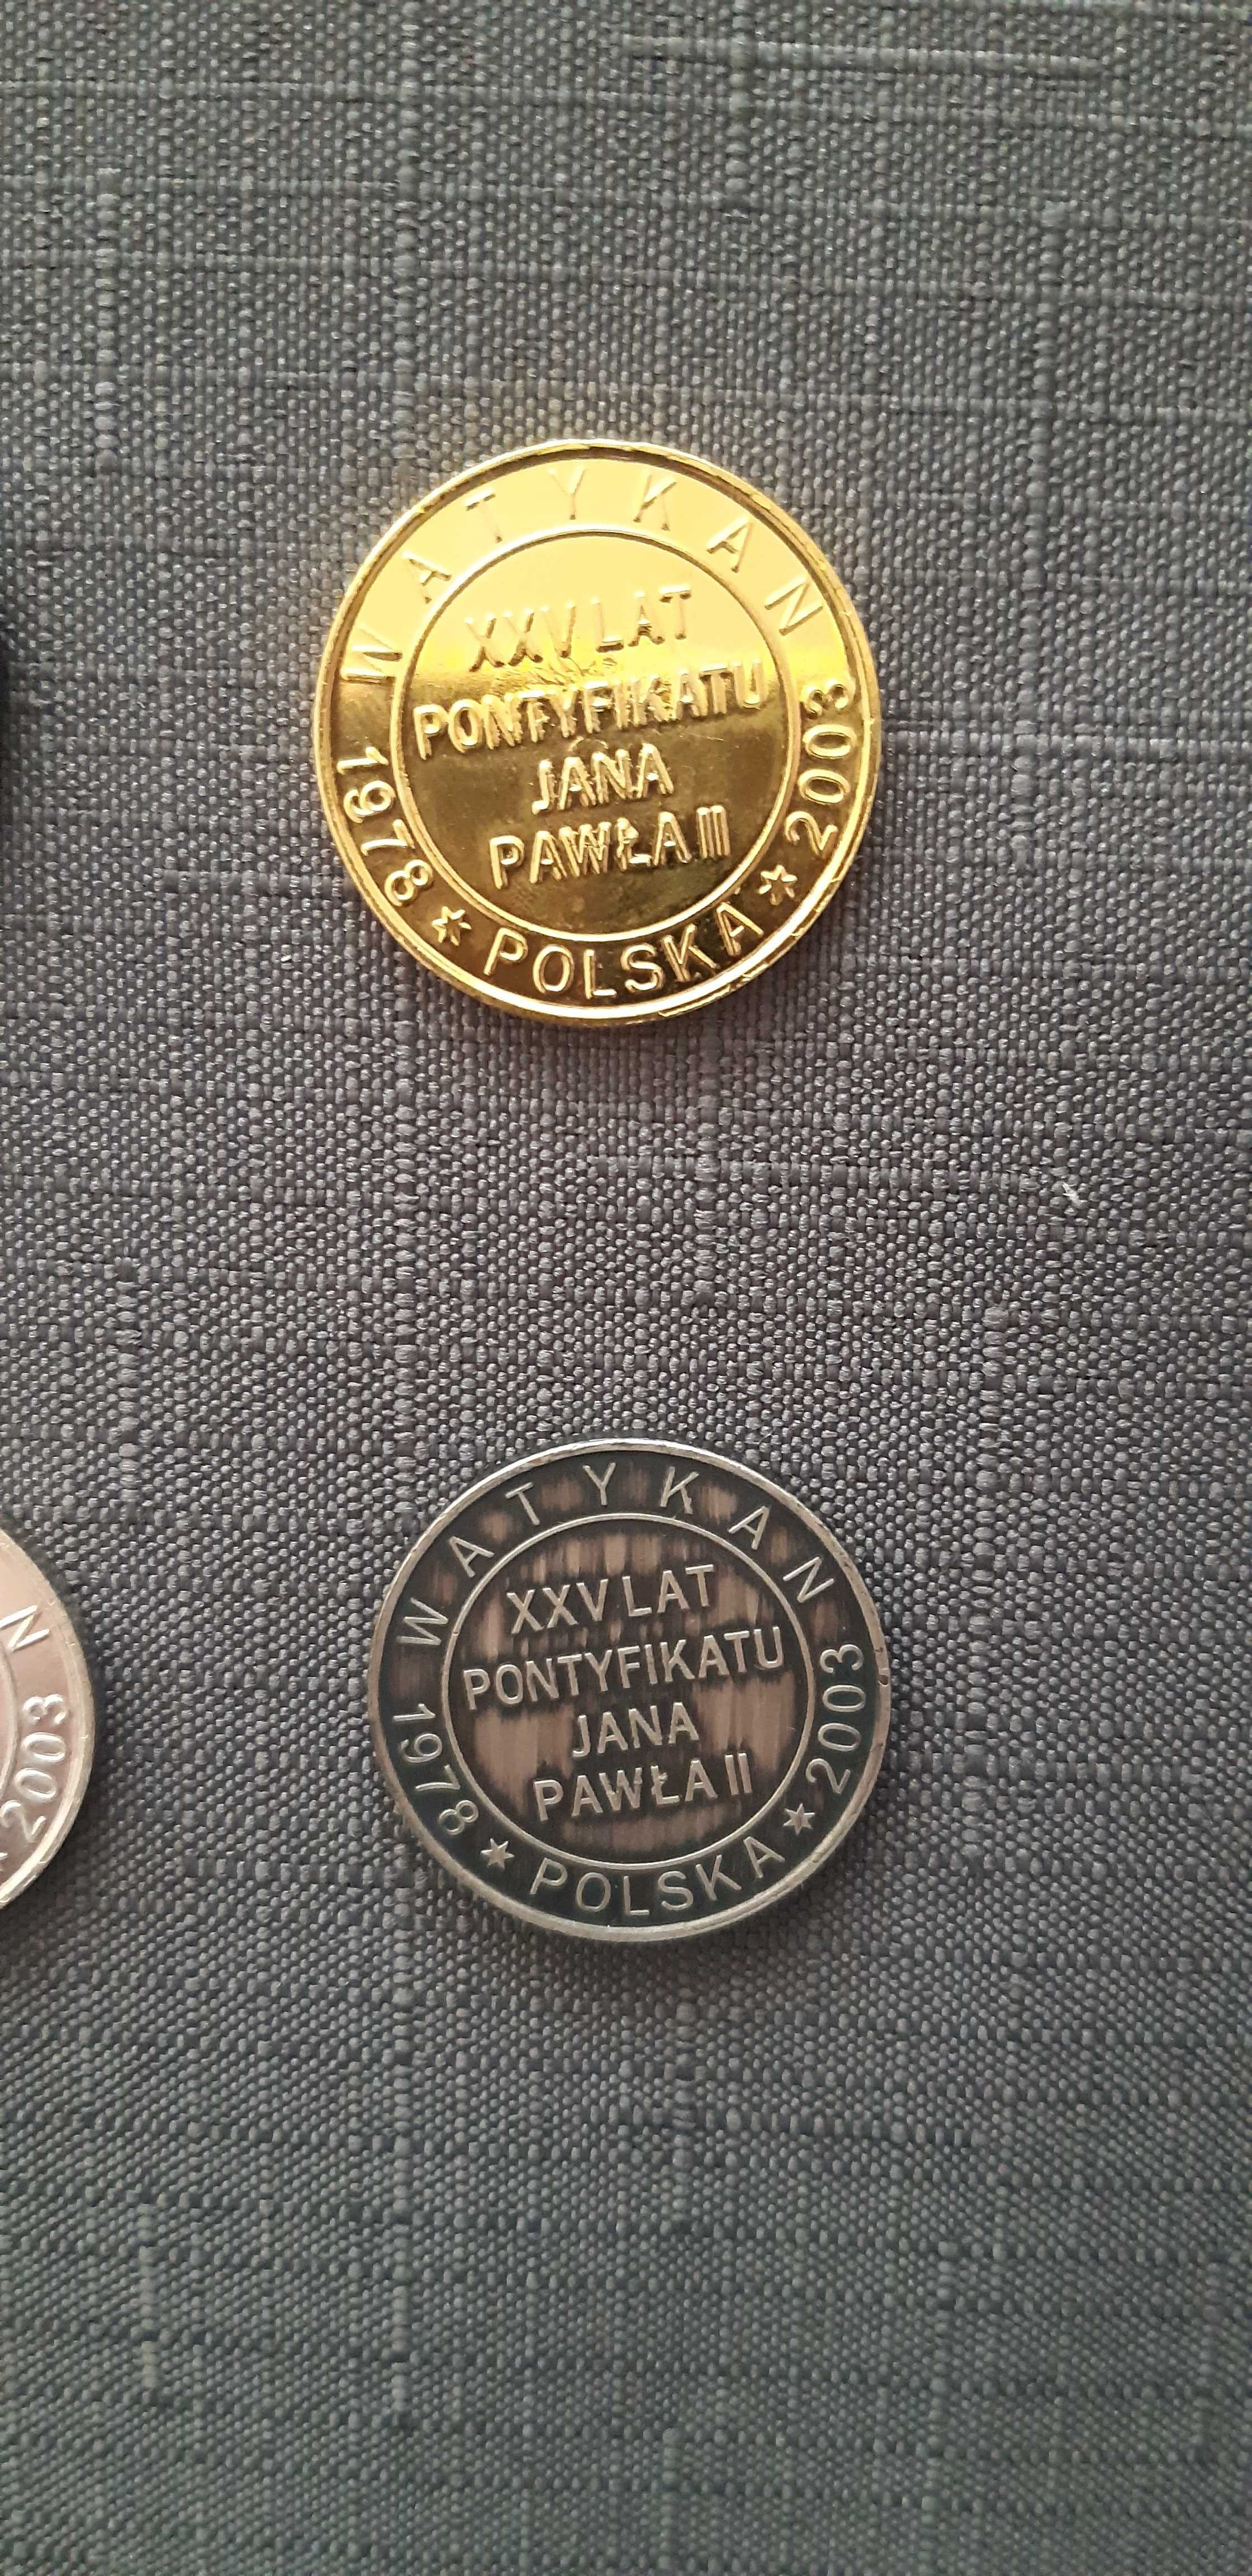 WATYKAN
XXV LAT
PONTYFIKATU
JANA
PAWŁA II
1978 ★ POLSKA ★ 2003
WATYKAN
XXV LAT
PONTYFIKATU
JANA
PAWŁA II
1978 ★ POLSKA ★ 2003
N
2003